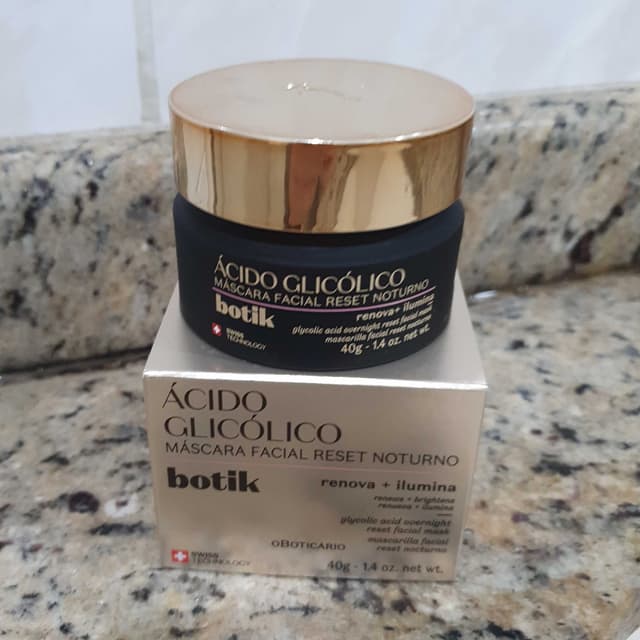 ÁCIDO GLICÓLICO
MÁSCARA FACIAL RESET NOTURNO
botik
renova + ilumina
glycolic acid overnight reset facial mask
mascarilla facial reset nocturno
SWISS
TECHNOLOGY
40g - 1,4 oz. net wt.
ÁCIDO
GLICÓLICO
MÁSCARA FACIAL RESET NOTURNO
botik
renova + ilumina
renews + brightens
renueva + ilumina
glycolic acid overnight
reset facial mask
mascarilla facial
reset nocturno
SWISS
TECHNOLOGY
oBOTICÁRIO
40g - 1,4 oz. net. wt.